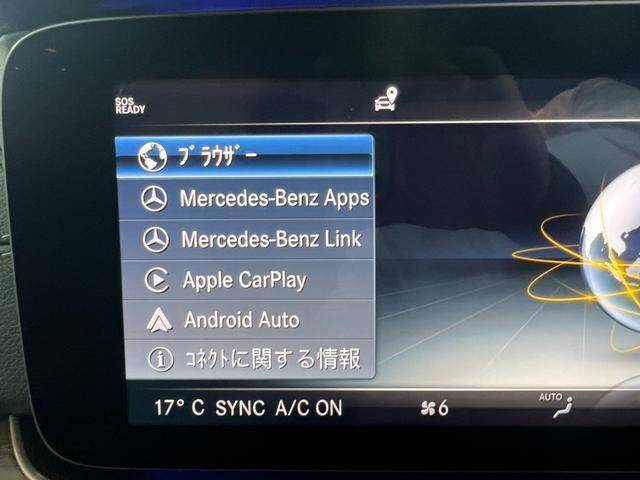 SOS
READY
ﾌﾞﾗｳｻﾞｰ
Mercedes-Benz Apps
Mercedes-Benz Link
Apple CarPlay
Android Auto
ｺﾈｸﾄに関する情報
17° C SYNC A/C ON
6
AUTO